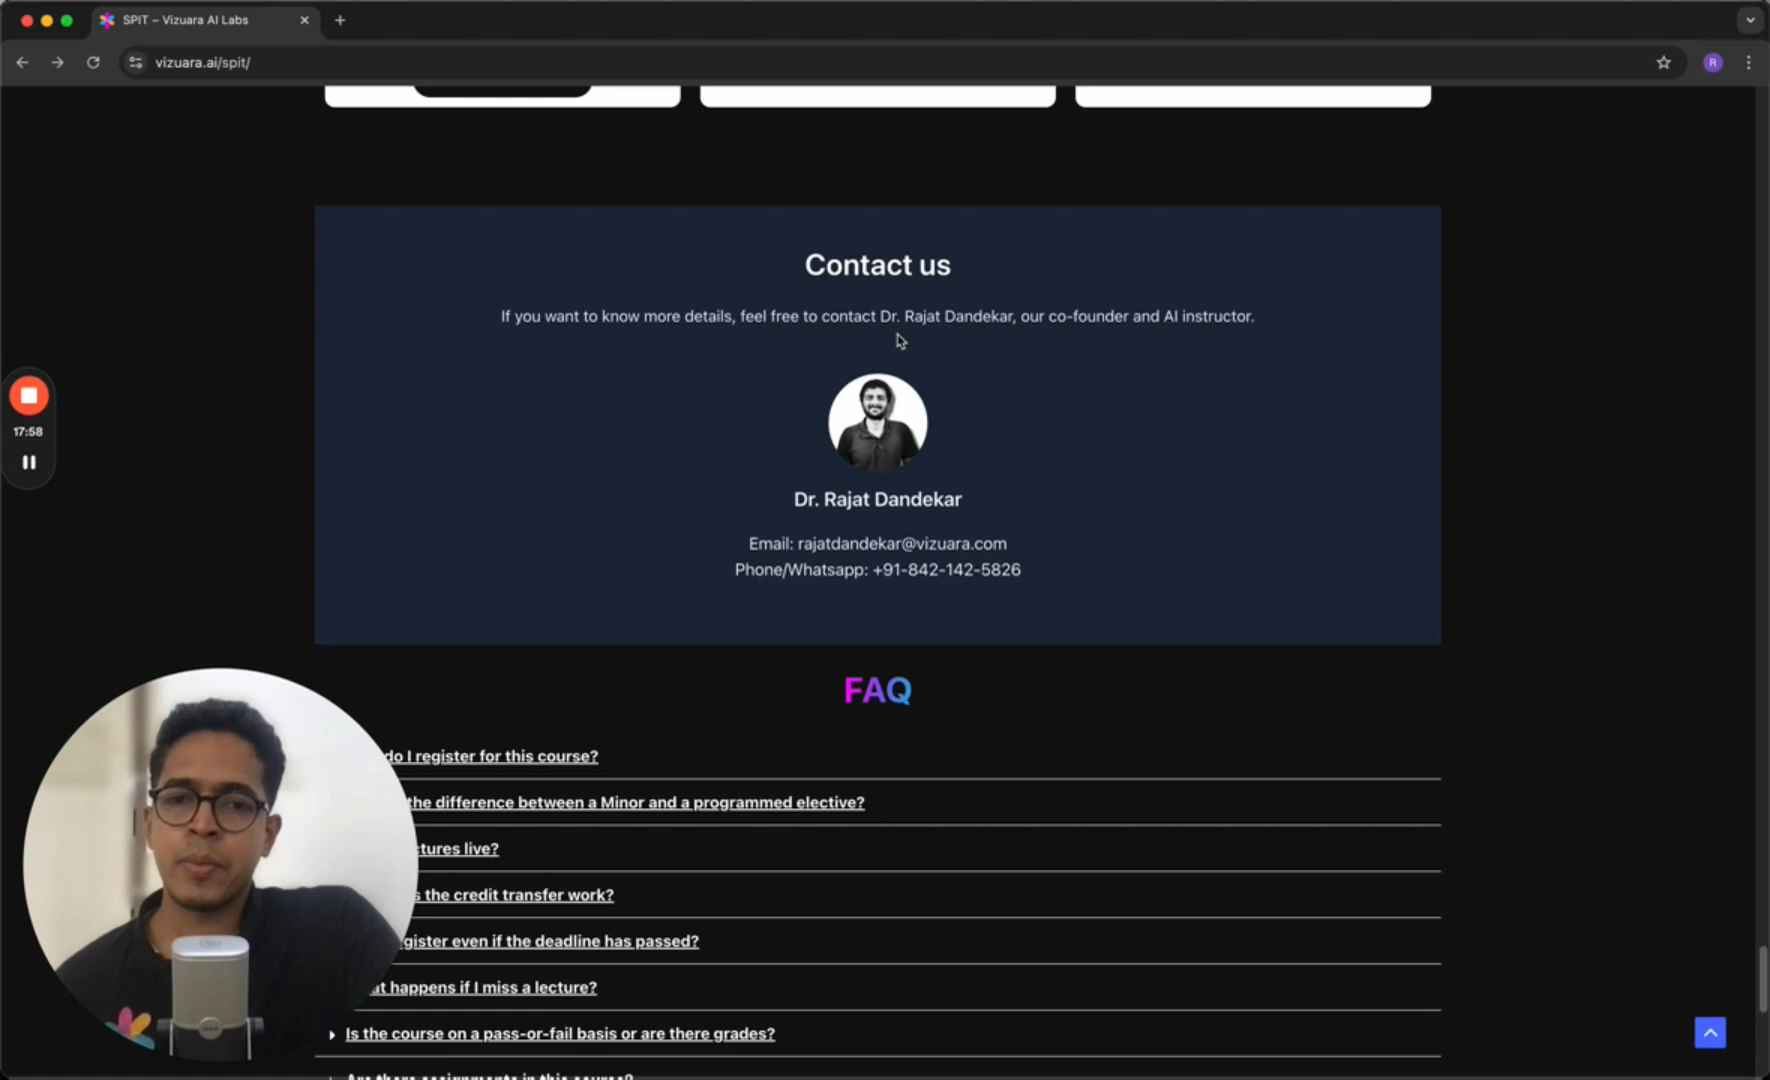 SPIT – Vizuara AI Labs
vizuara.ai/spit/
R
Contact us
If you want to know more details, feel free to contact Dr. Rajat Dandekar, our co-founder and AI instructor.
17:58
Dr. Rajat Dandekar
Email: rajatdandekar@vizuara.com
Phone/Whatsapp: +91-842-142-5826
FAQ
do I register for this course?
the difference between a Minor and a programmed elective?
ctures live?
s the credit transfer work?
gister even if the deadline has passed?
at happens if I miss a lecture?
Is the course on a pass-or-fail basis or are there grades?